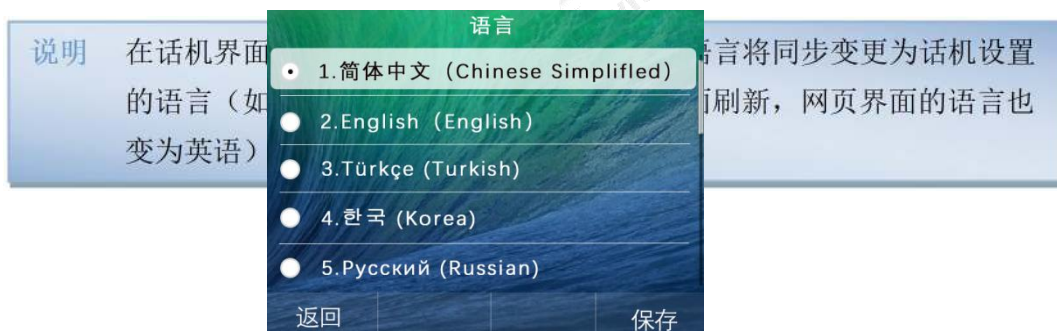 语言
说明 在话机界面 语言将同步变更为话机设置
1.简体中文 (Chinese Simplifled)
的语言（如 刷新，网页界面的语言也
2.English (English)
变为英语）
3.Türkçe (Turkish)
4.한국 (Korea)
5.Русский (Russian)
返回 保存